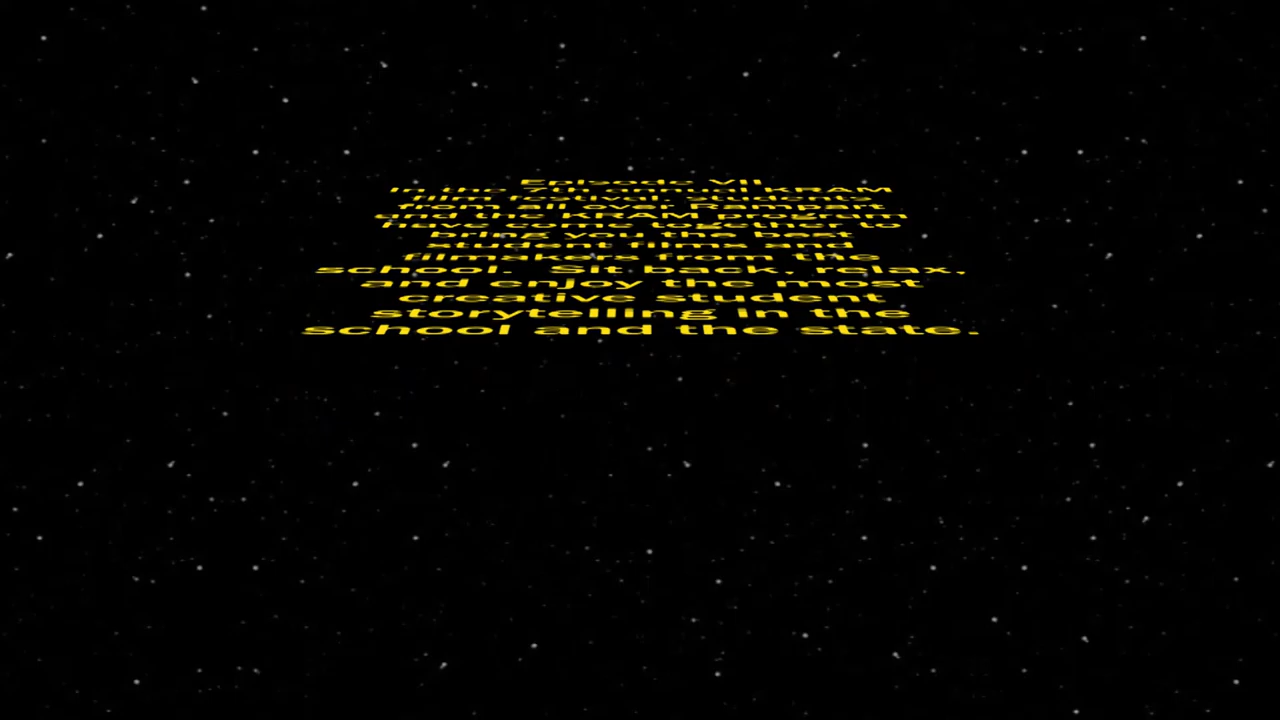 Episode VII
In the 7th annual KRAM
film festival, students
from all over Rampart
and the KRAM program
have come together to
bring you the best
student films and
filmakers from the
school.  Sit back, relax,
and enjoy the most
creative student
storytelling in the
school and the state.